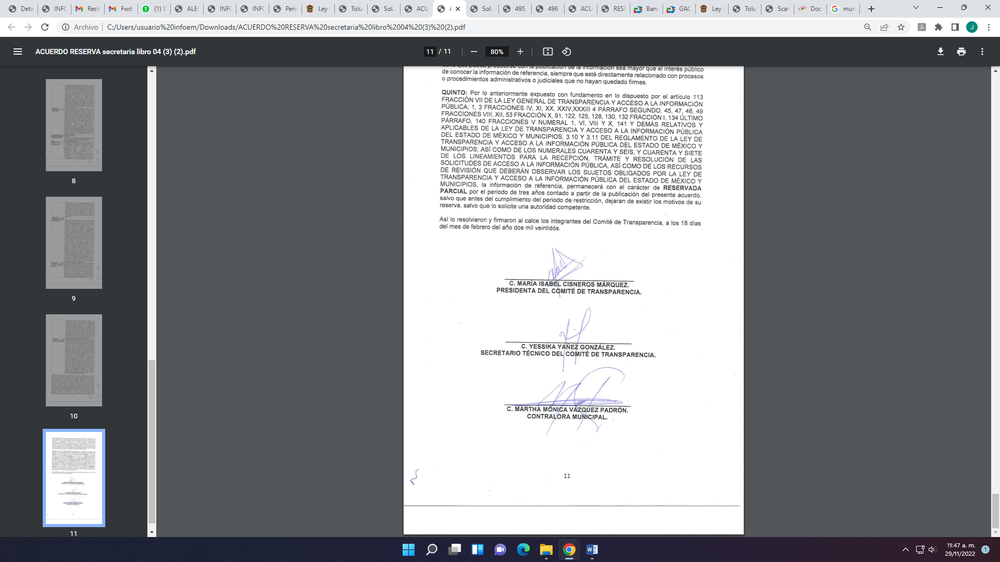 Deta
INFO
Recil
Fwd:
(1) V
ALEC
INFO
INFO
Peri
Ley
Tolu
Sol.
ACU
Sol.
495
496
ACU
RESF
Banc
GAC
Ley
Tolu
Scar
Doc
mun
Archivo C:/Users/usuario%20infoem/Downloads/ACUERDO%20RESERVA%20secretaria%20libro%2004%20(3)%20(2).pdf
J
ACUERDO RESERVA secretaria libro 04 (3) (2).pdf
11 / 11
80%
8
9
10
11
de conocer la información de referencia, siempre que esté directamente relacionado con procesos
o procedimientos administrativos o judiciales que no hayan quedado firmes.
QUINTO: Por lo anteriormente expuesto con fundamento en lo dispuesto por el artículo 113
FRACCIÓN VII DE LA LEY GENERAL DE TRANSPARENCIA Y ACCESO A LA INFORMACIÓN
PÚBLICA; 1, 3 FRACCIONES IV, XI, XX, XXIV,XXXIII 4 PÁRRAFO SEGUNDO, 45, 47, 48, 49
FRACCIONES VIII, XII, 53 FRACCIÓN X, 91, 122, 125, 128, 130, 132 FRACCIÓN I, 134 ÚLTIMO
PÁRRAFO, 140 FRACCIONES V NUMERAL 1, VI, VIII Y X, 141 Y DEMÁS RELATIVOS Y
APLICABLES DE LA LEY DE TRANSPARENCIA Y ACCESO A LA INFORMACIÓN PÚBLICA
DEL ESTADO DE MÉXICO Y MUNICIPIOS, 3.10 Y 3.11 DEL REGLAMENTO DE LA LEY DE
TRANSPARENCIA Y ACCESO A LA INFORMACIÓN PÚBLICA DEL ESTADO DE MÉXICO Y
MUNICIPIOS; ASÍ COMO DE LOS NUMERALES CUARENTA Y SEIS, Y CUARENTA Y SIETE
DE LOS LINEAMIENTOS PARA LA RECEPCIÓN, TRÁMITE Y RESOLUCIÓN DE LAS
SOLICITUDES DE ACCESO A LA INFORMACIÓN PÚBLICA, ASÍ COMO DE LOS RECURSOS
DE REVISIÓN QUE DEBERÁN OBSERVAR LOS SUJETOS OBLIGADOS POR LA LEY DE
TRANSPARENCIA Y ACCESO A LA INFORMACIÓN PÚBLICA DEL ESTADO DE MÉXICO Y
MUNICIPIOS, la información de referencia, permanecerá con el carácter de RESERVADA
PARCIAL por el periodo de tres años contado a partir de la publicación del presente acuerdo,
salvo que antes del cumplimiento del periodo de restricción, dejaran de existir los motivos de su
reserva, salvo que lo solicite una autoridad competente.
Así lo resolvieron y firmaron al calce los integrantes del Comité de Transparencia, a los 18 días
del mes de febrero del año dos mil veintidós.
C. MARÍA ISABEL CISNEROS MÁRQUEZ.
PRESIDENTA DEL COMITÉ DE TRANSPARENCIA.
C. YESSIKA YAÑEZ GONZÁLEZ.
SECRETARIO TÉCNICO DEL COMITÉ DE TRANSPARENCIA.
C. MARTHA MÓNICA VÁZQUEZ PADRÓN.
CONTRALORA MUNICIPAL.
11
11:47 a. m.
29/11/2022
1